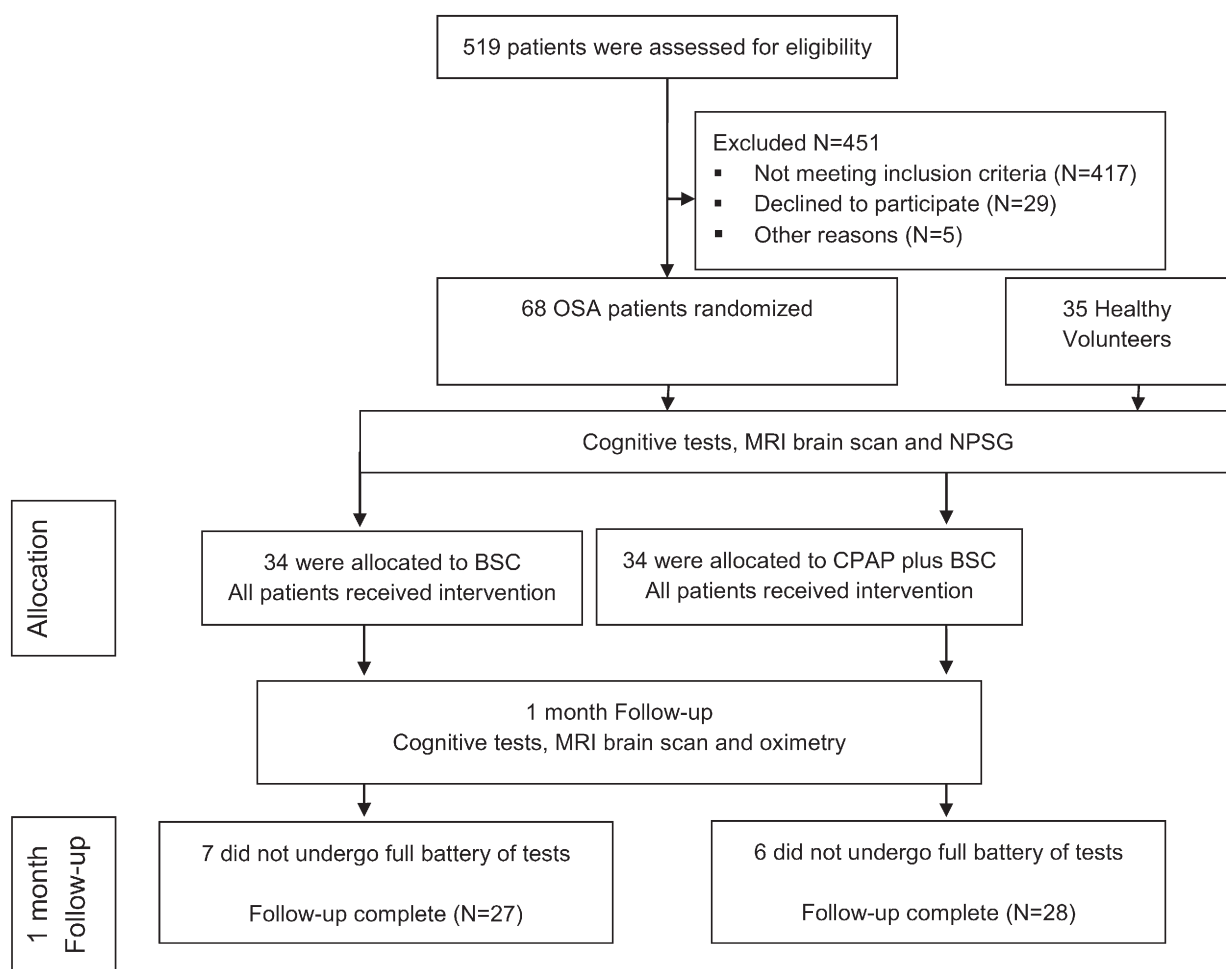 519 patients were assessed for eligibility
Excluded N=451
▪ Not meeting inclusion criteria (N=417)
▪ Declined to participate (N=29)
▪ Other reasons (N=5)
68 OSA patients randomized
35 Healthy
Volunteers
Cognitive tests, MRI brain scan and NPSG
Allocation
34 were allocated to BSC
All patients received intervention
34 were allocated to CPAP plus BSC
All patients received intervention
1 month Follow-up
Cognitive tests, MRI brain scan and oximetry
1 month
Follow-up
7 did not undergo full battery of tests
Follow-up complete (N=27)
6 did not undergo full battery of tests
Follow-up complete (N=28)